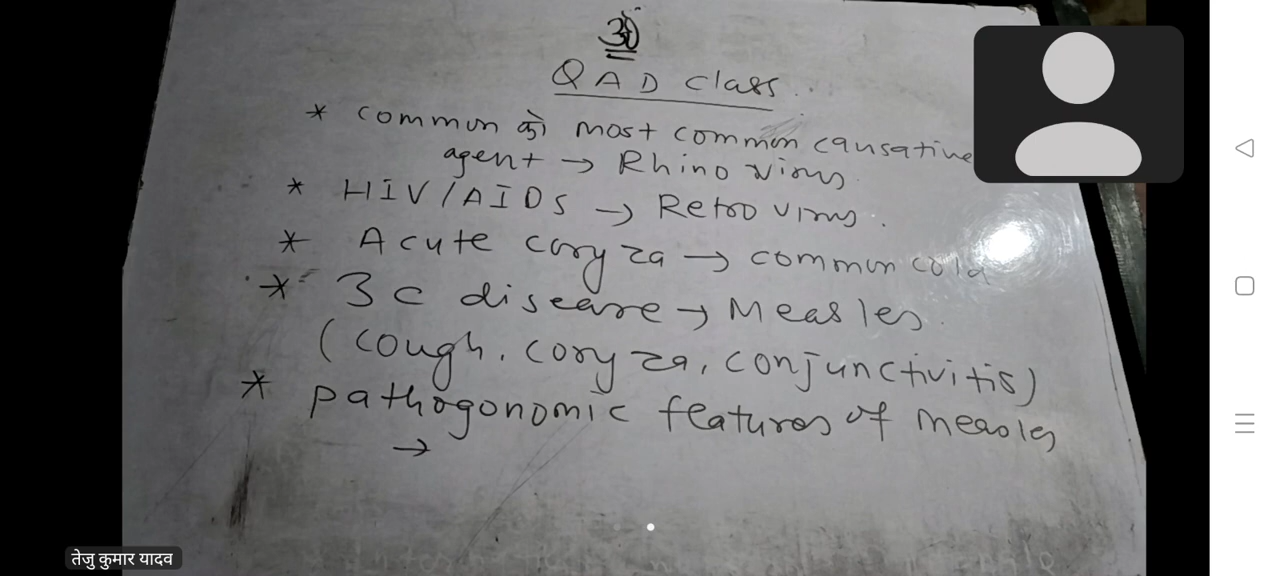 ॐ
QAD class
* common को most common causative
agent → Rhino virus
* HIV/AIDS → Retro virus.
* Acute coryza → common cold
* 3 C disease → Measles
(cough, coryza, conjunctivitis)
* pathogonomic features of measles
→
तेजु कुमार यादव